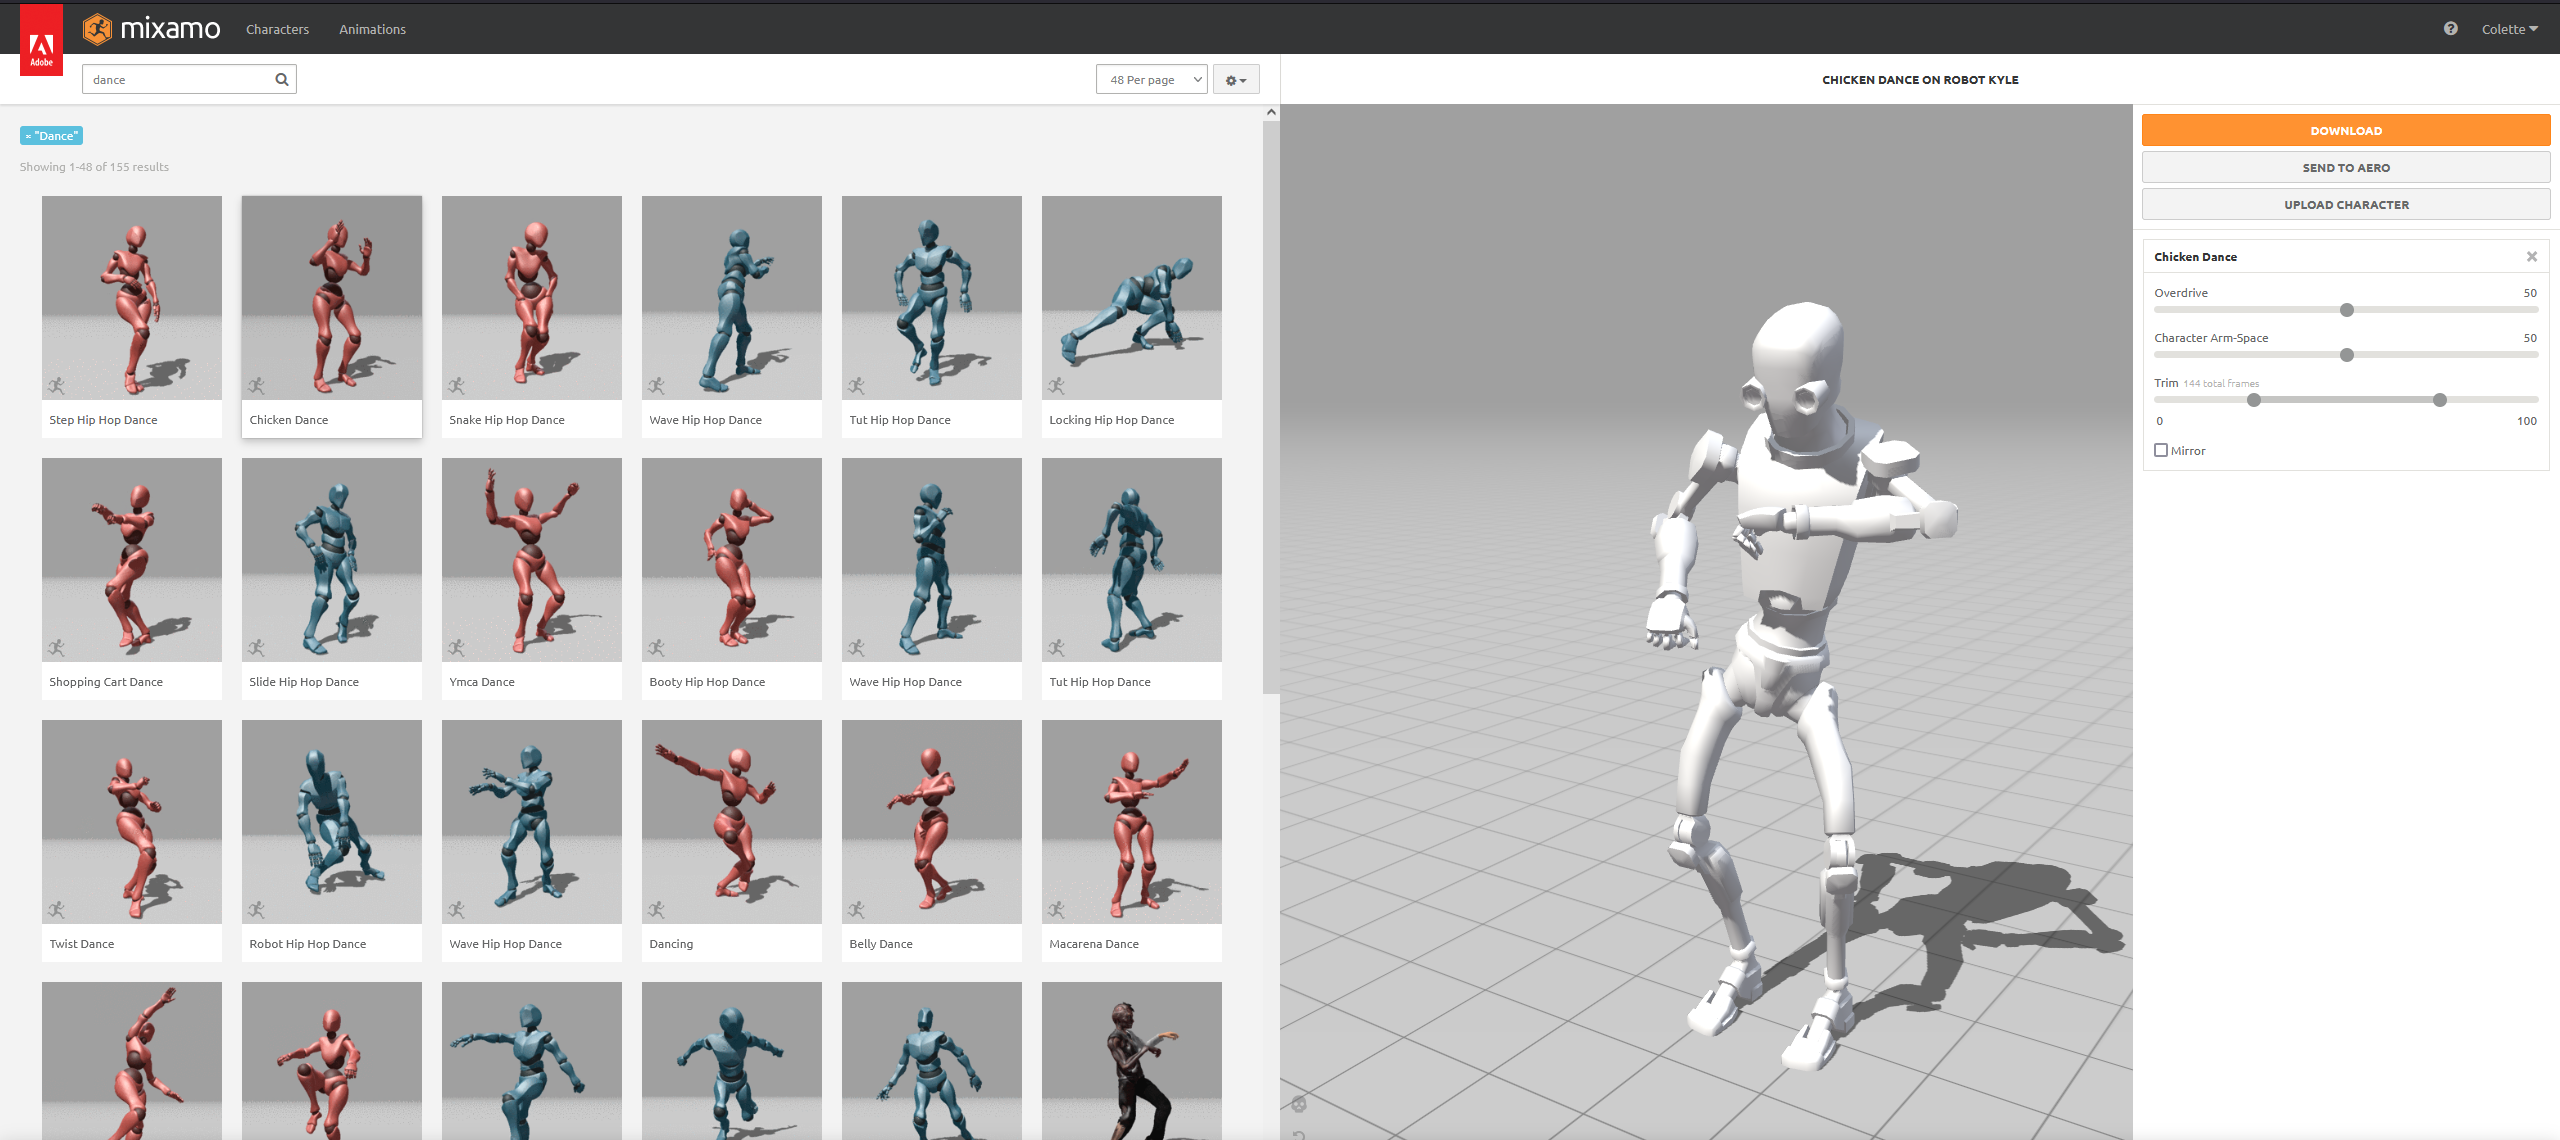 Adobe
mixamo
Characters
Animations
Colette
dance
48 Per page
CHICKEN DANCE ON ROBOT KYLE
× "Dance"
Showing 1-48 of 155 results
Step Hip Hop Dance
Chicken Dance
Snake Hip Hop Dance
Wave Hip Hop Dance
Tut Hip Hop Dance
Locking Hip Hop Dance
Shopping Cart Dance
Slide Hip Hop Dance
Ymca Dance
Booty Hip Hop Dance
Wave Hip Hop Dance
Tut Hip Hop Dance
Twist Dance
Robot Hip Hop Dance
Wave Hip Hop Dance
Dancing
Belly Dance
Macarena Dance
DOWNLOAD
SEND TO AERO
UPLOAD CHARACTER
Chicken Dance
Overdrive 50
Character Arm-Space 50
Trim 144 total frames
0 100
Mirror